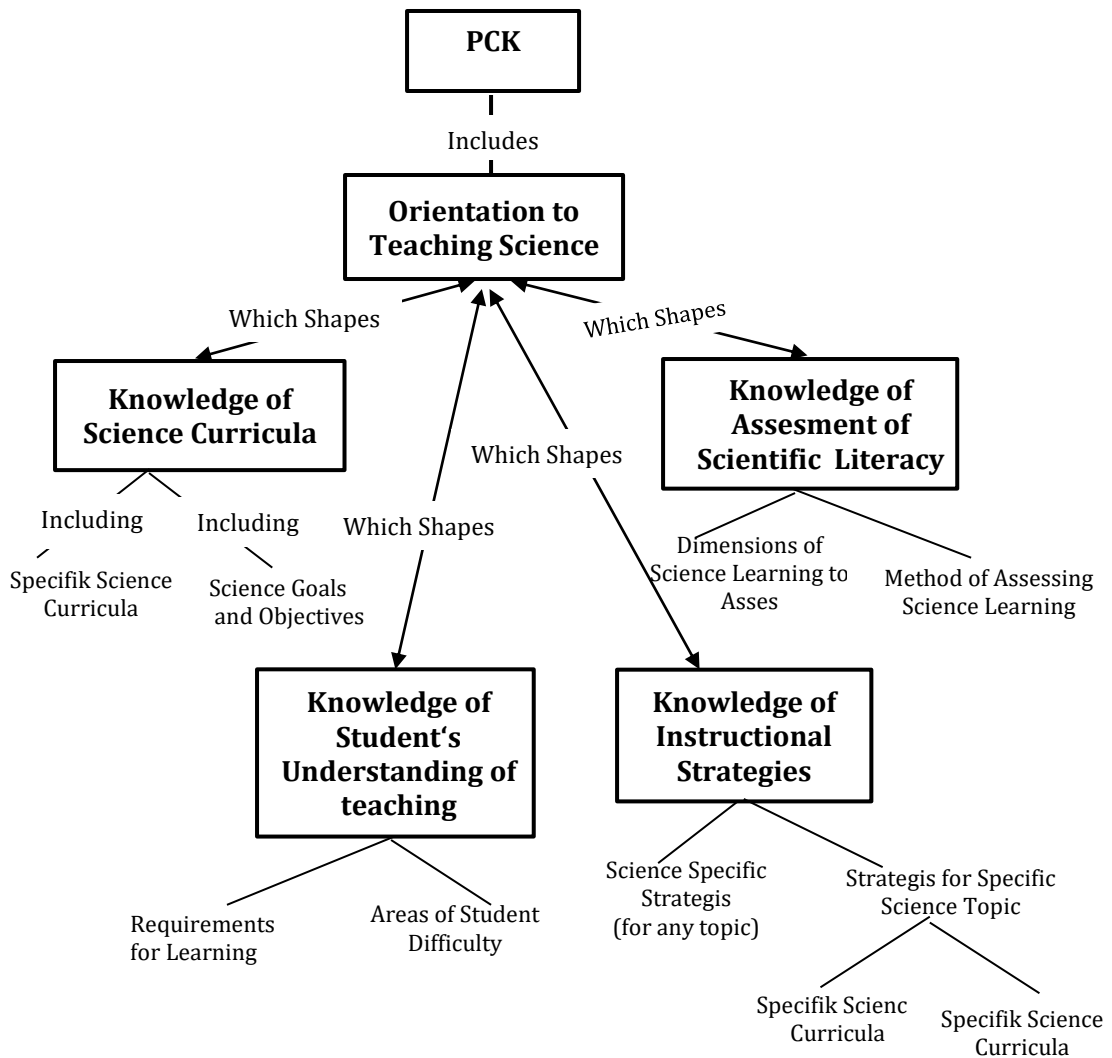 PCK
Includes
Orientation to
Teaching Science
Which Shapes
Which Shapes
Knowledge of
Science Curricula
Knowledge of
Assesment of
Scientific Literacy
Which Shapes
Which Shapes
Including
Including
Specifik Science
Curricula
Science Goals
and Objectives
Dimensions of
Science Learning to
Asses
Method of Assessing
Science Learning
Knowledge of
Student‘s
Understanding of
teaching
Knowledge of
Instructional
Strategies
Requirements
for Learning
Areas of Student
Difficulty
Science Specific
Strategis
(for any topic)
Strategis for Specific
Science Topic
Specifik Scienc
Curricula
Specifik Science
Curricula